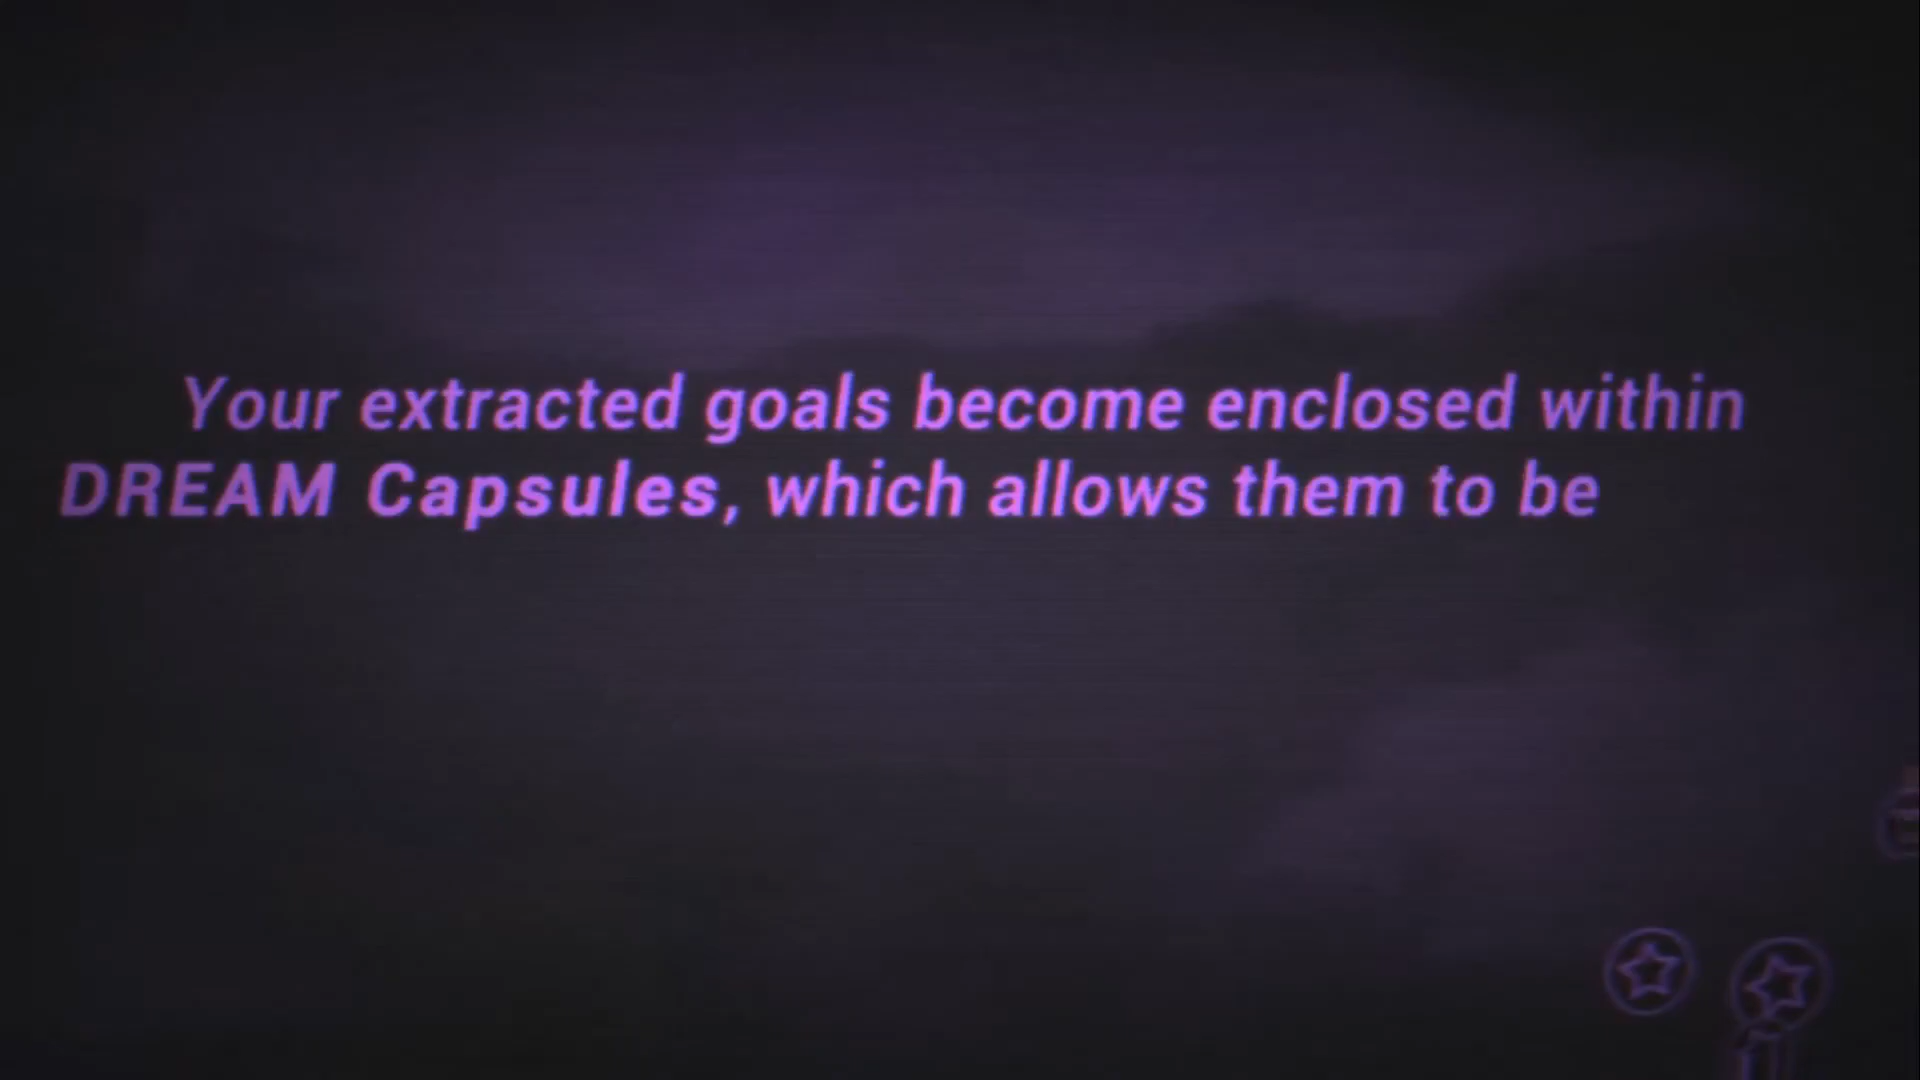 Your extracted goals become enclosed within
DREAM Capsules, which allows them to be